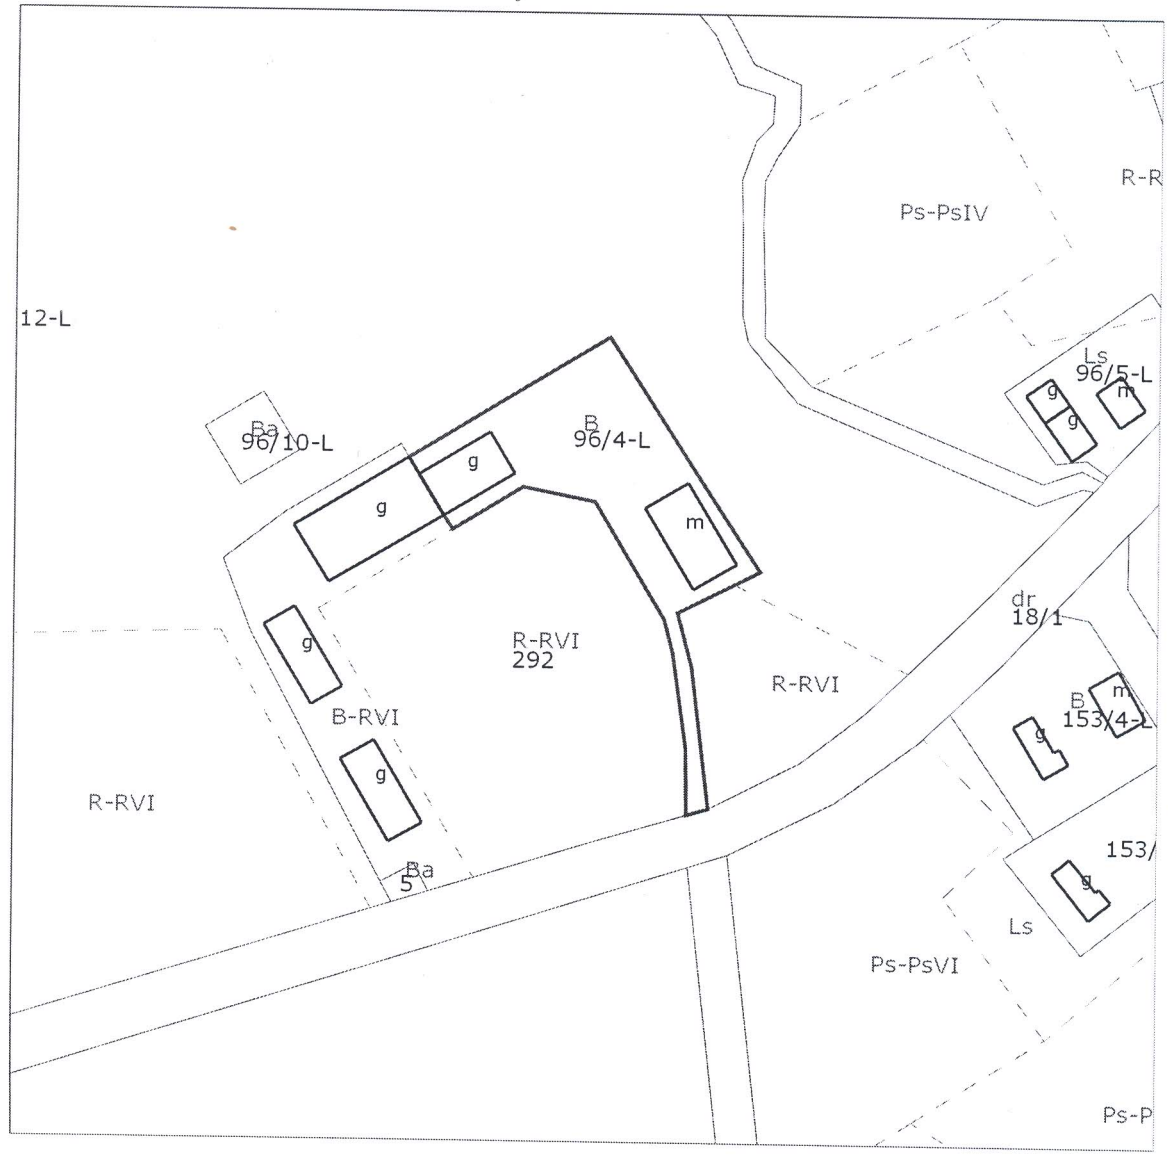 R-R
Ps-PsIV
12-L
Ls
96/5-L
g
m
g
Ba
96/10-L
B
96/4-L
g
g
m
dr
18/1
R-RVI
292
g
R-RVI
B-RVI
m
B
153/4-L
g
g
R-RVI
153/
Ba
5
g
Ls
Ps-PsVI
Ps-P